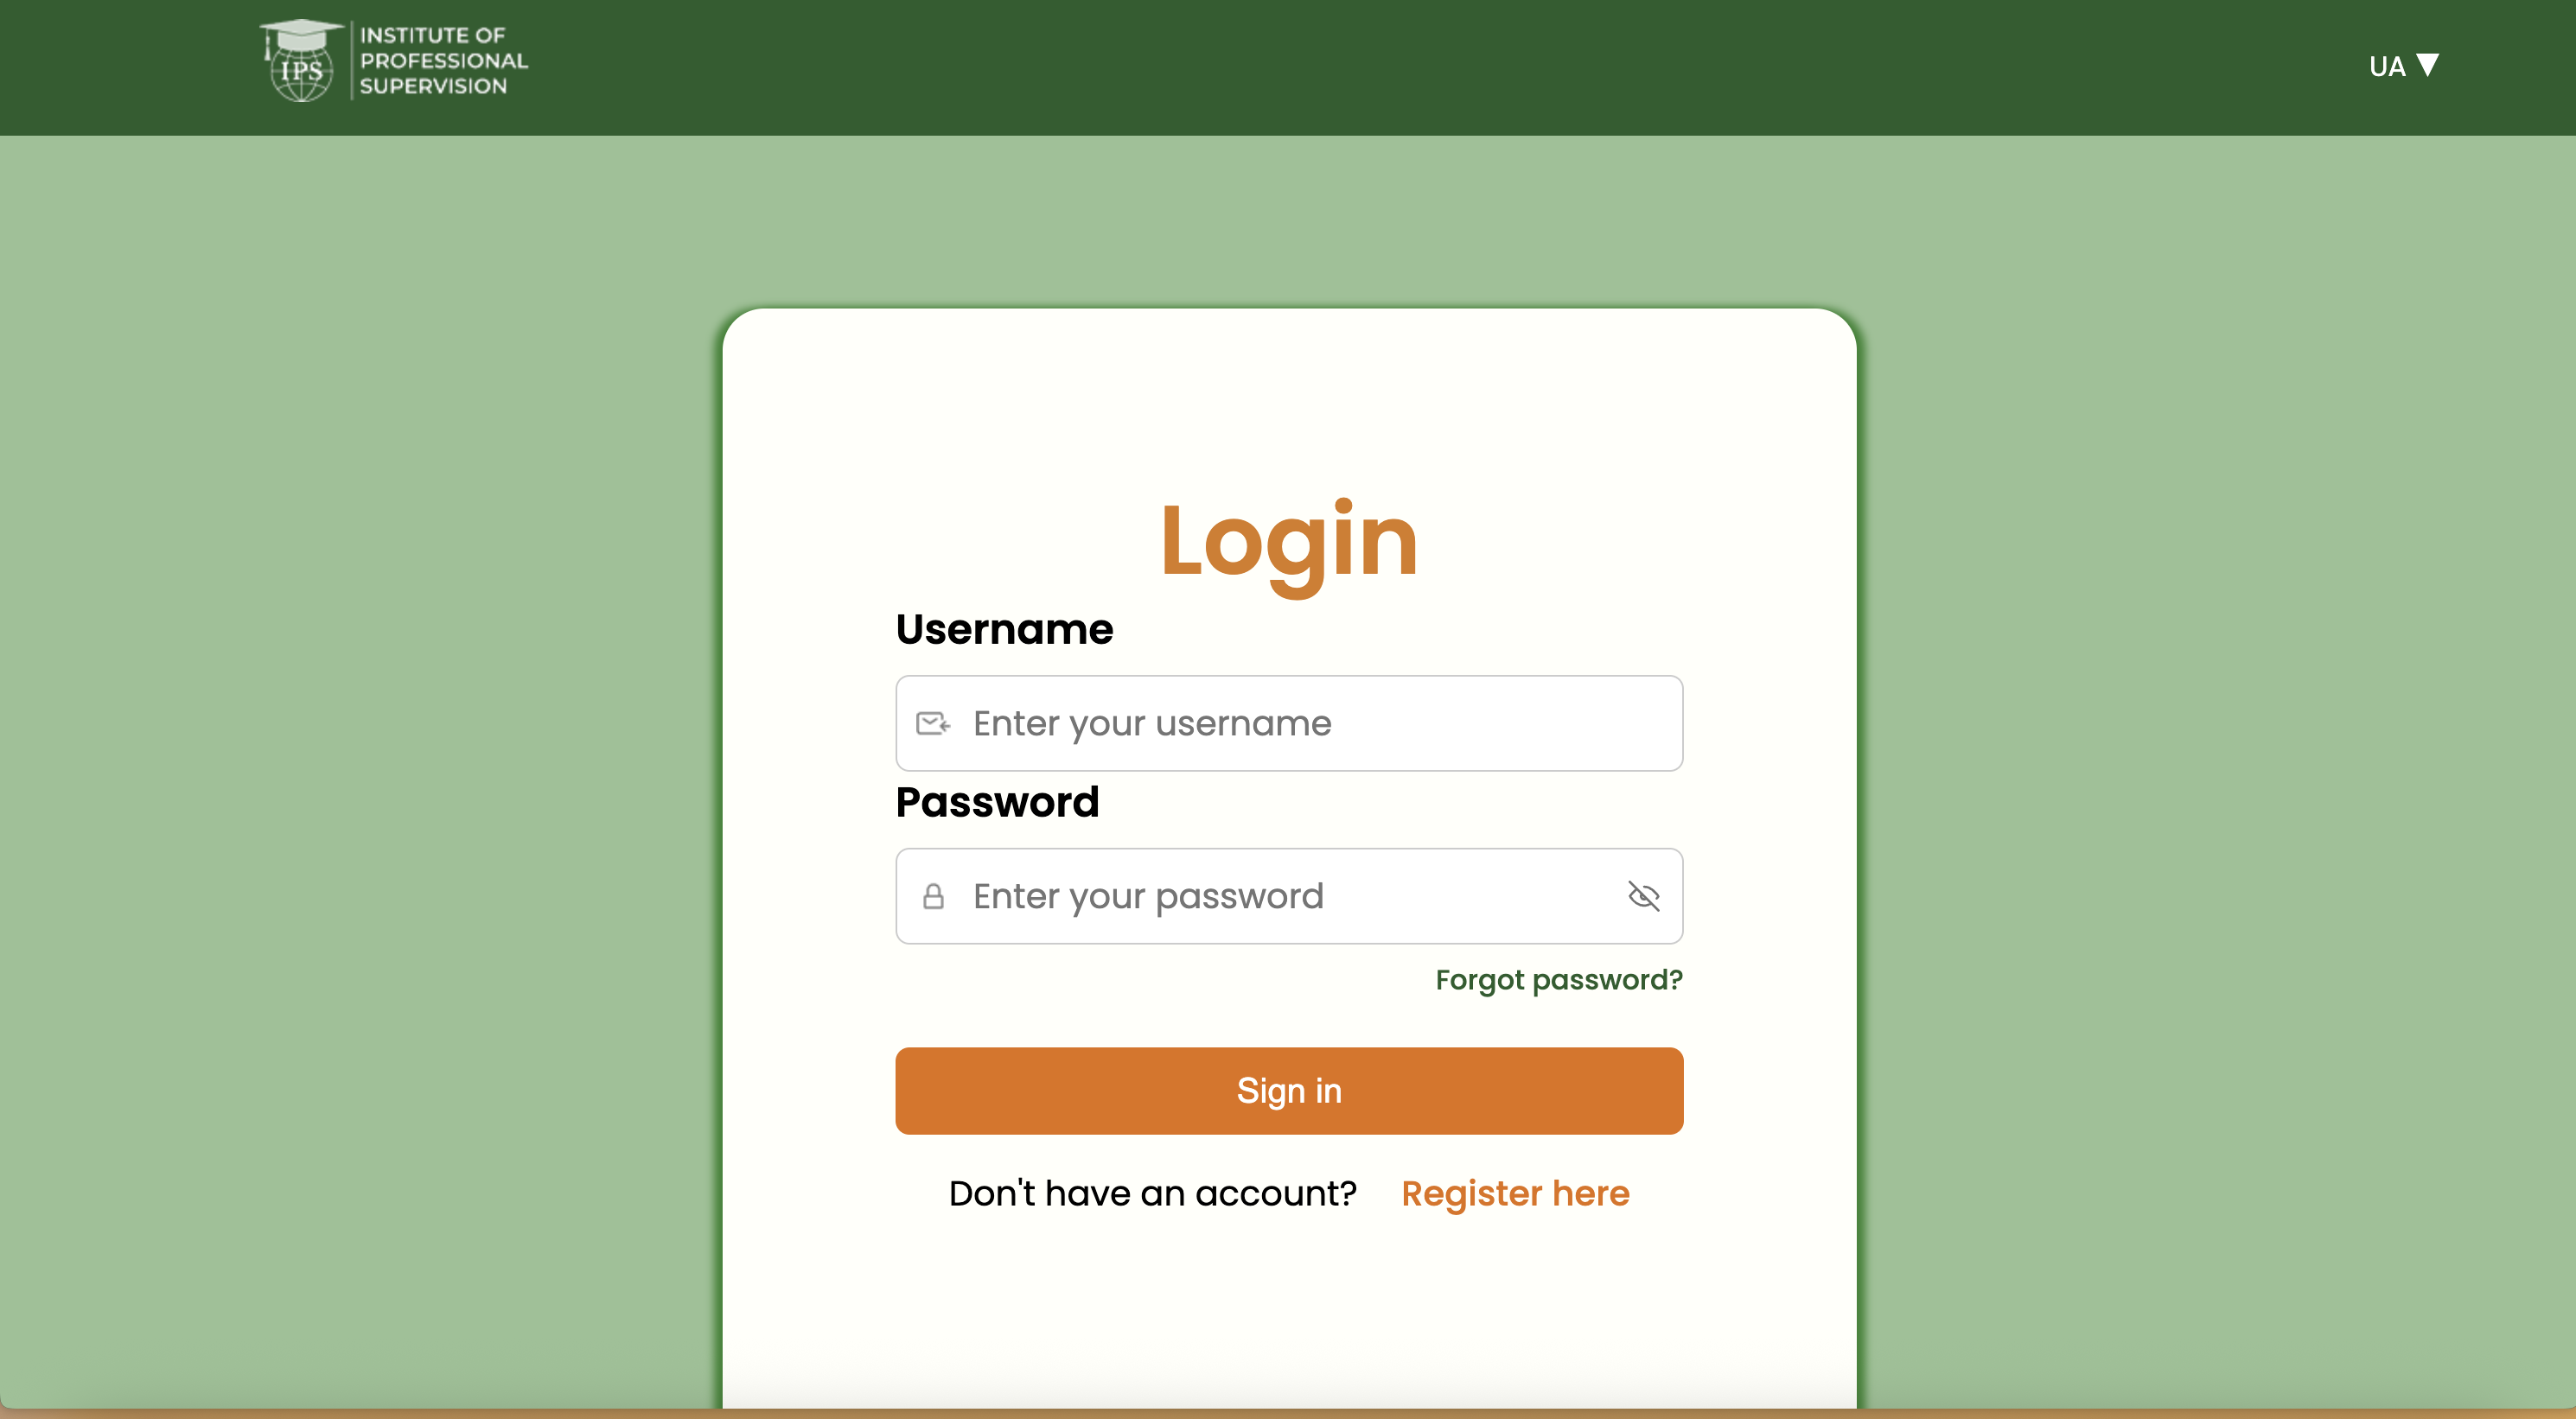 IPS
INSTITUTE OF
PROFESSIONAL
SUPERVISION
UA
Login
Username
Enter your username
Password
Enter your password
Forgot password?
Sign in
Don't have an account? Register here